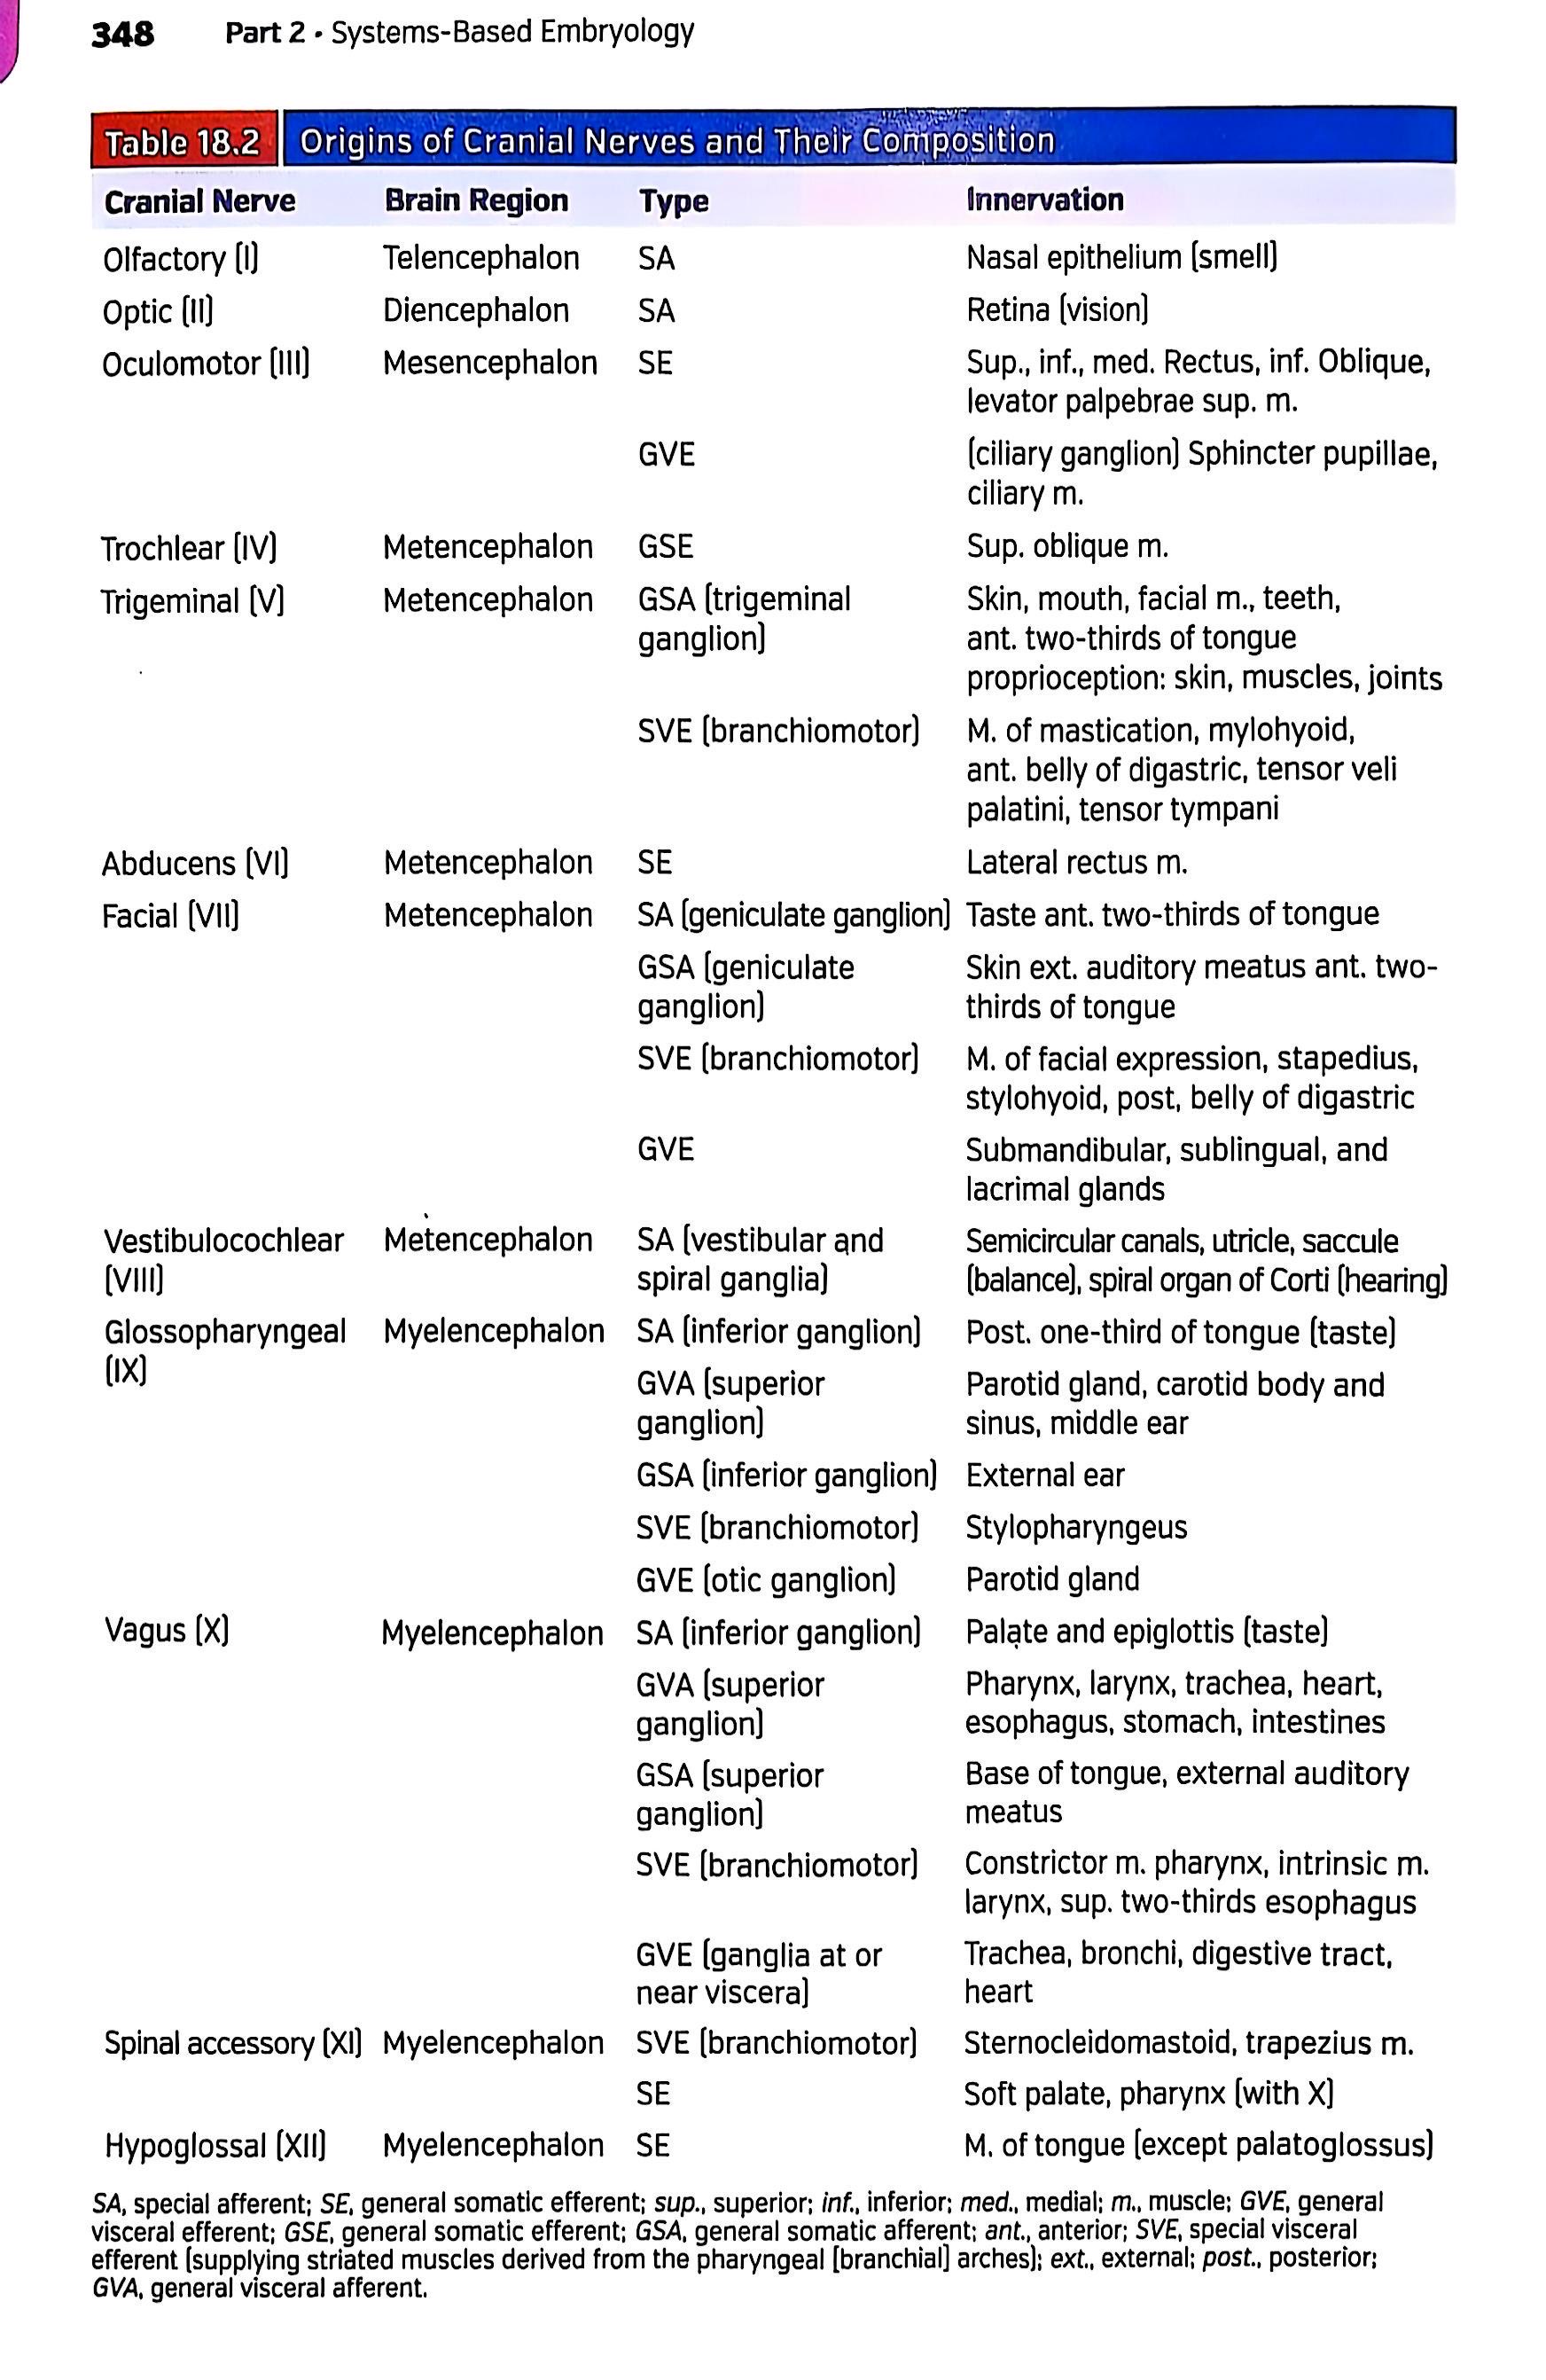 348 Part 2 • Systems-Based Embryology
Table 18.2 Origins of Cranial Nerves and Their Composition
Cranial Nerve Brain Region Type Innervation
Olfactory (I) Telencephalon SA Nasal epithelium (smell)
Optic (II) Diencephalon SA Retina (vision)
Oculomotor (III) Mesencephalon SE Sup., inf., med. Rectus, inf. Oblique,
levator palpebrae sup. m.
GVE (ciliary ganglion) Sphincter pupillae,
ciliary m.
Trochlear (IV) Metencephalon GSE Sup. oblique m.
Trigeminal (V) Metencephalon GSA (trigeminal Skin, mouth, facial m., teeth,
ganglion) ant. two-thirds of tongue
proprioception: skin, muscles, joints
SVE (branchiomotor) M. of mastication, mylohyoid,
ant. belly of digastric, tensor veli
palatini, tensor tympani
Abducens (VI) Metencephalon SE Lateral rectus m.
Facial (VII) Metencephalon SA (geniculate ganglion) Taste ant. two-thirds of tongue
GSA (geniculate Skin ext. auditory meatus ant. two-
ganglion) thirds of tongue
SVE (branchiomotor) M. of facial expression, stapedius,
stylohyoid, post, belly of digastric
GVE Submandibular, sublingual, and
lacrimal glands
Vestibulocochlear Metencephalon SA (vestibular and Semicircular canals, utricle, saccule
(VIII) spiral ganglia) (balance), spiral organ of Corti (hearing)
Glossopharyngeal Myelencephalon SA (inferior ganglion) Post. one-third of tongue (taste)
(IX) GVA (superior Parotid gland, carotid body and
ganglion) sinus, middle ear
GSA (inferior ganglion) External ear
SVE (branchiomotor) Stylopharyngeus
GVE (otic ganglion) Parotid gland
Vagus (X) Myelencephalon SA (inferior ganglion) Palate and epiglottis (taste)
GVA (superior Pharynx, larynx, trachea, heart,
ganglion) esophagus, stomach, intestines
GSA (superior Base of tongue, external auditory
ganglion) meatus
SVE (branchiomotor) Constrictor m. pharynx, intrinsic m.
larynx, sup. two-thirds esophagus
GVE (ganglia at or Trachea, bronchi, digestive tract,
near viscera) heart
Spinal accessory (XI) Myelencephalon SVE (branchiomotor) Sternocleidomastoid, trapezius m.
SE Soft palate, pharynx (with X)
Hypoglossal (XII) Myelencephalon SE M. of tongue (except palatoglossus)
SA, special afferent; SE, general somatic efferent; sup., superior; inf., inferior; med., medial; m., muscle; GVE, general
visceral efferent; GSE, general somatic efferent; GSA, general somatic afferent; ant., anterior; SVE, special visceral
efferent (supplying striated muscles derived from the pharyngeal [branchial] arches); ext., external; post., posterior;
GVA, general visceral afferent.